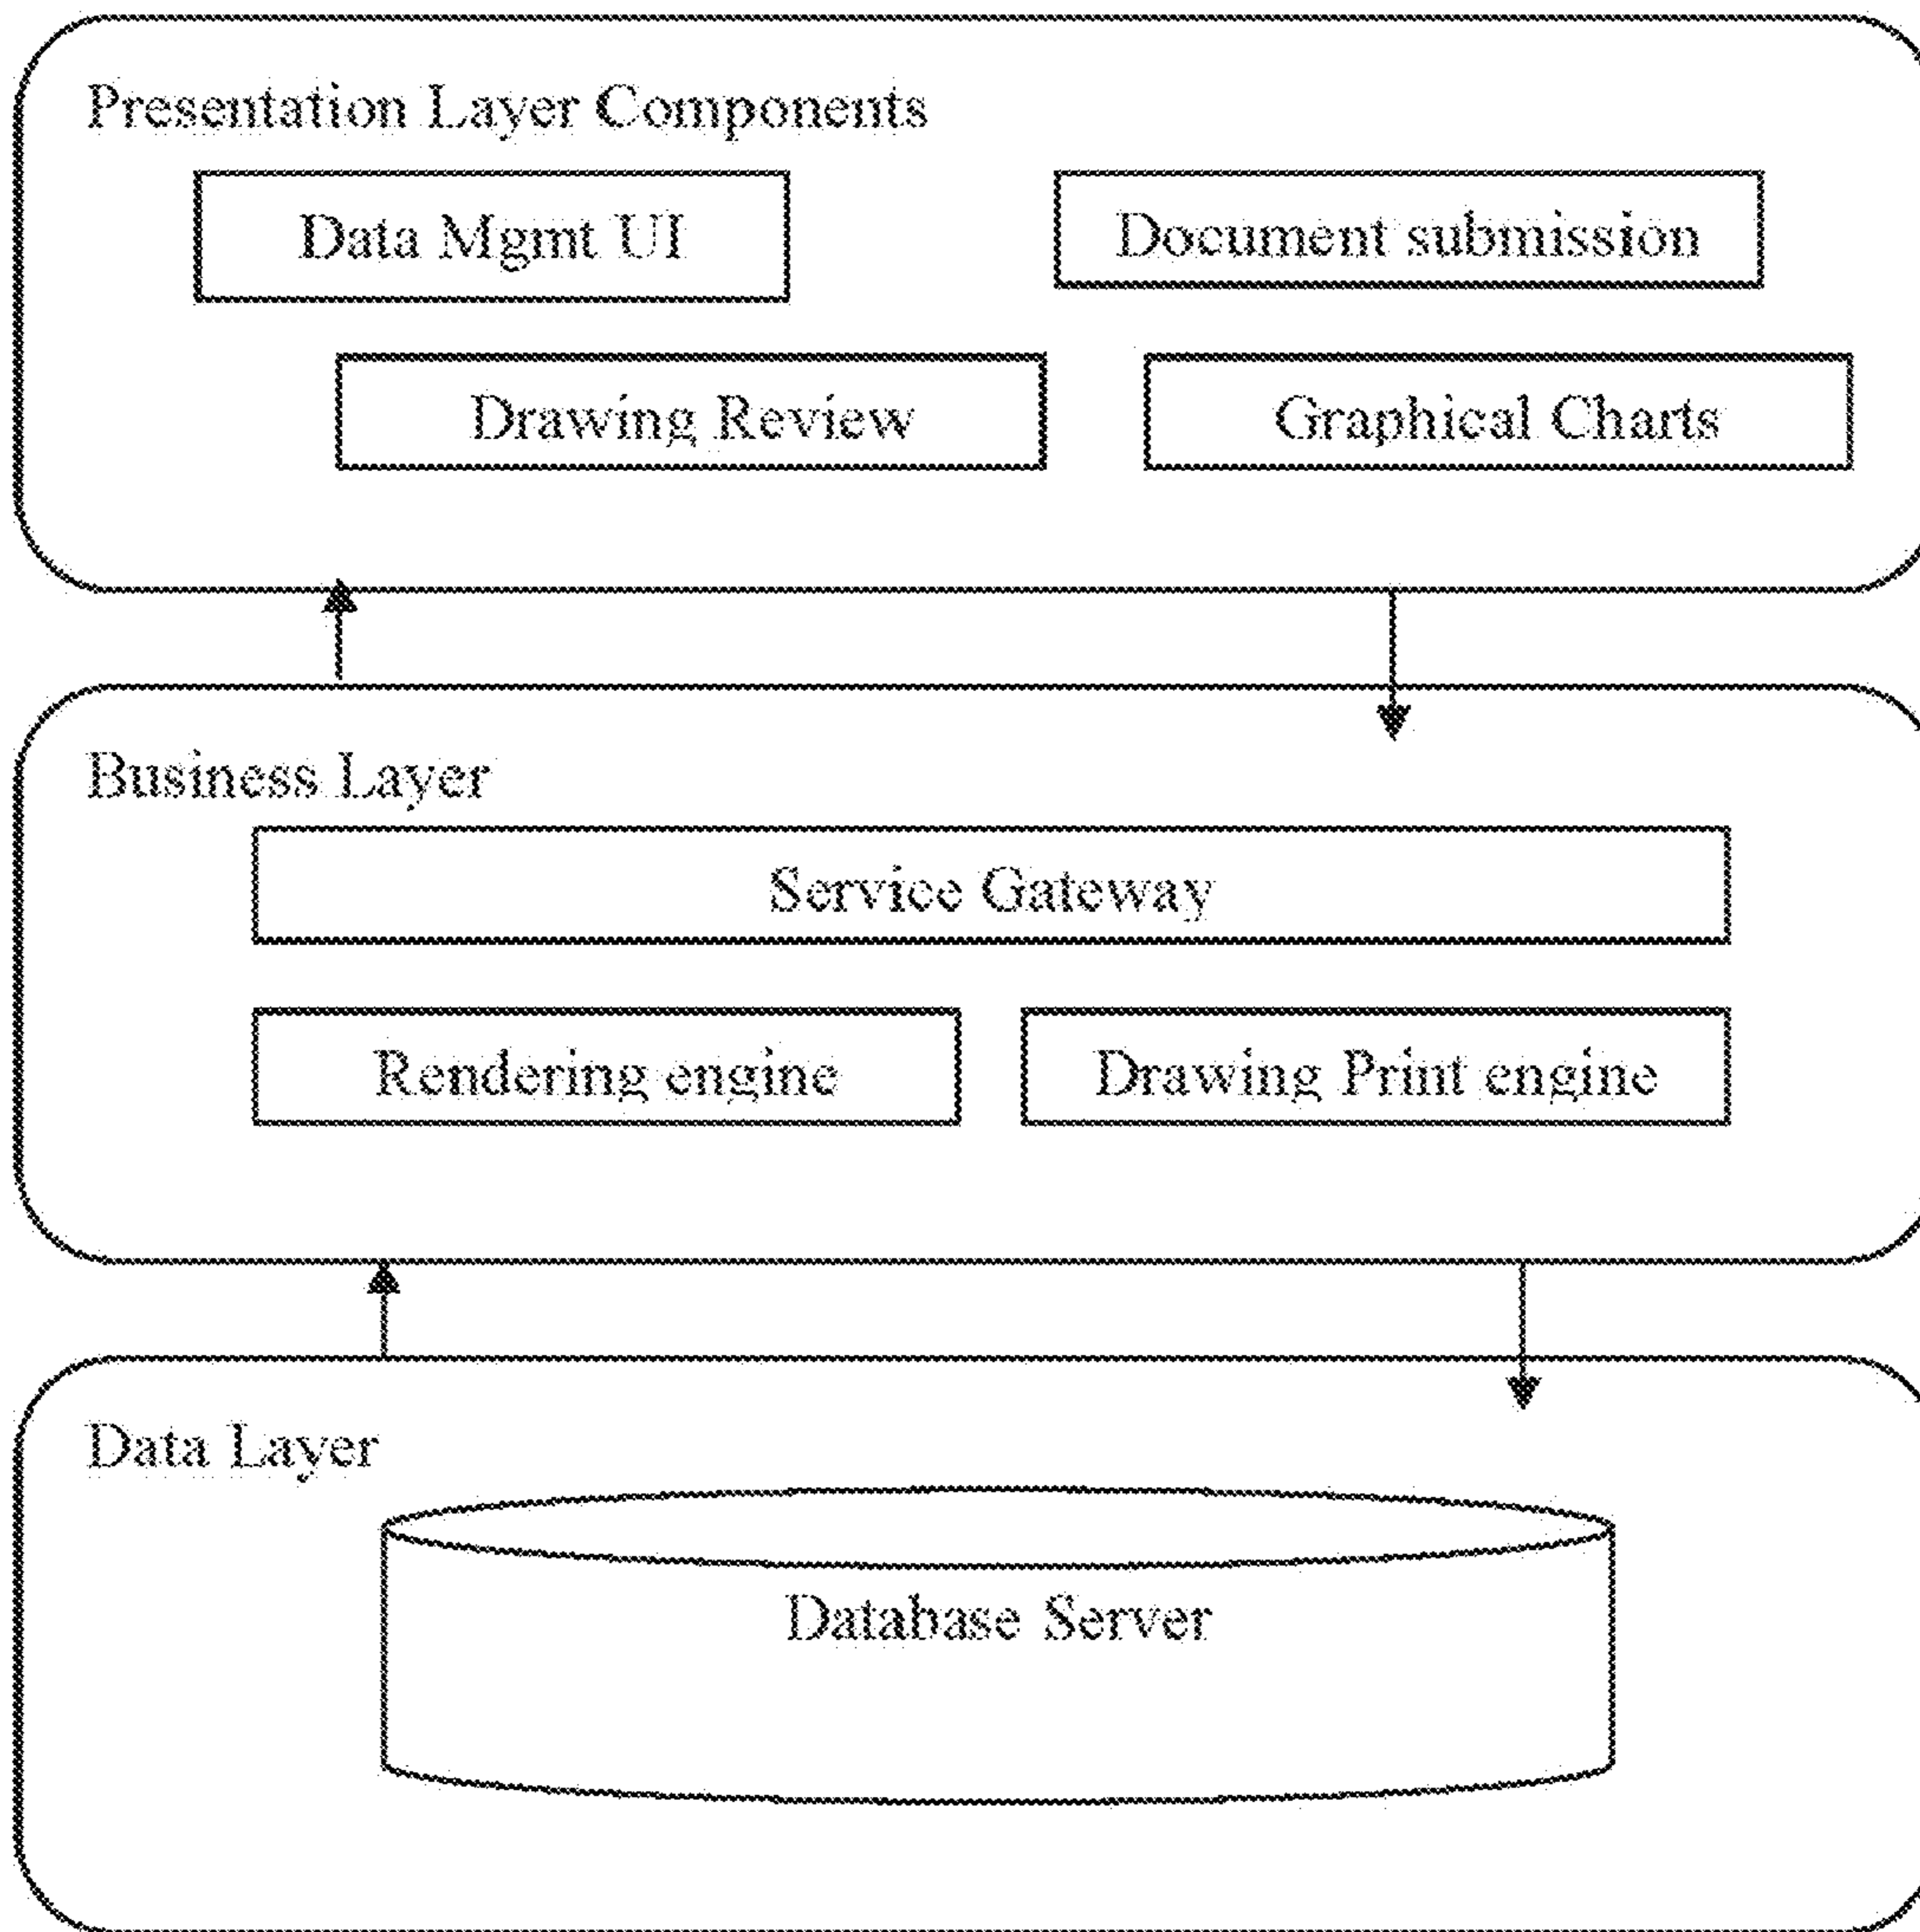 Presentation Layer Components
Data Mgmt UI
Document submission
Drawing Review
Graphical Charts
Business Layer
Service Gateway
Rendering engine
Drawing Print engine
Data Layer
Database Server